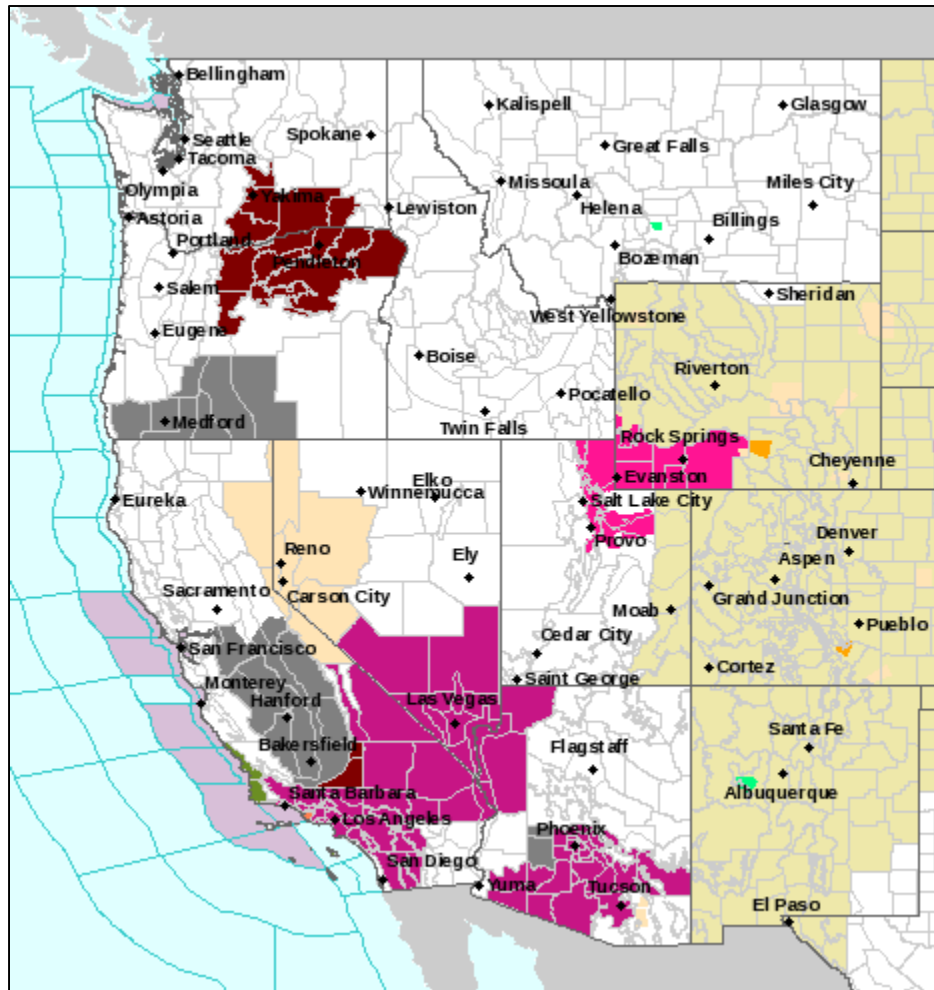 Bellingham
Kalispell
Glasgow
Seattle
Spokane
Great Falls
Tacoma
Olympia
Yakima
Missoula
Miles City
Astoria
Lewiston
Helena
Billings
Portland
Pendleton
Bozeman
Salem
Sheridan
West Yellowstone
Eugene
Boise
Riverton
Pocatello
Medford
Twin Falls
Rock Springs
Cheyenne
Elko
Evanston
Winnemucca
Eureka
Salt Lake City
Provo
Denver
Reno
Ely
Aspen
Carson City
Grand Junction
Sacramento
Moab
Pueblo
Cedar City
San Francisco
Cortez
Saint George
Monterey
Hanford
Las Vegas
Santa Fe
Bakersfield
Flagstaff
Albuquerque
Santa Barbara
Los Angeles
Phoenix
San Diego
Yuma
Tucson
El Paso